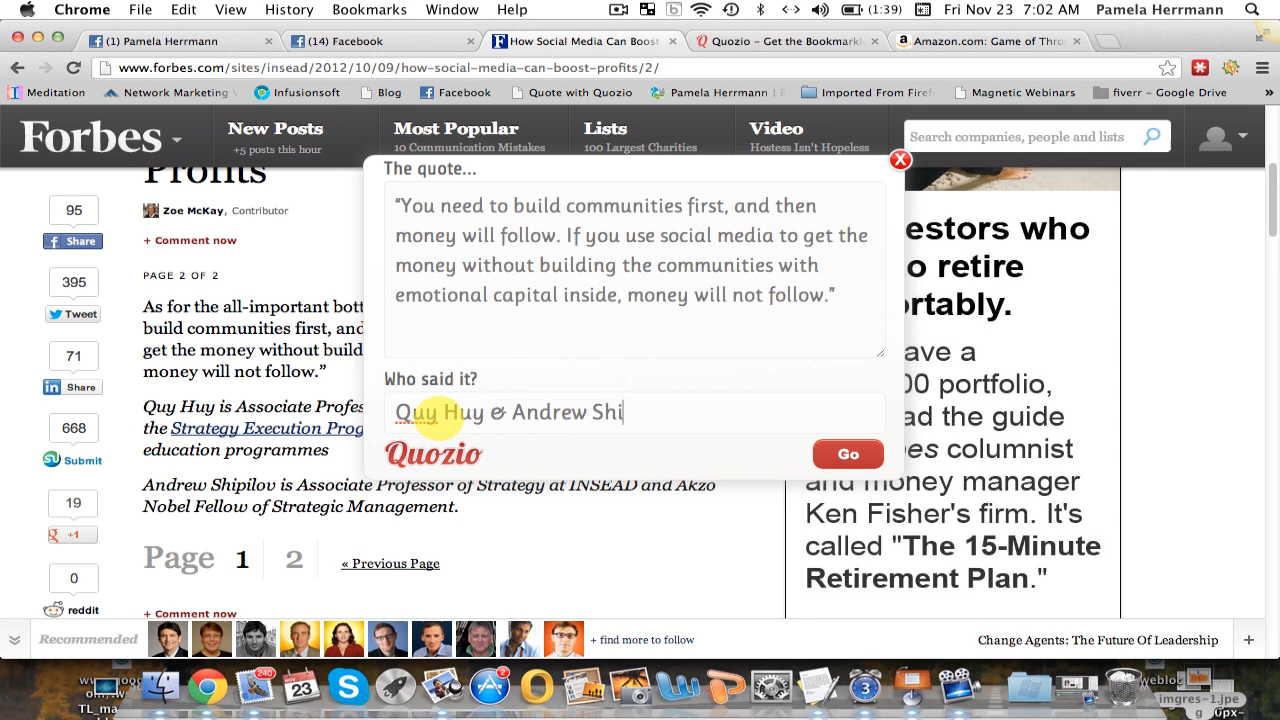 Chrome File Edit View History Bookmarks Window Help (1:39) Fri Nov 23 7:02 AM Pamela Herrmann
(1) Pamela Herrmann (14) Facebook How Social Media Can Boost Quozio – Get the Bookmarkl Amazon.com: Game of Thro
www.forbes.com/sites/insead/2012/10/09/how-social-media-can-boost-profits/2/
Meditation Network Marketing Infusionsoft Blog Facebook Quote with Quozio Pamela Herrmann | B Imported From Firef Magnetic Webinars fiverr – Google Drive »
Forbes New Posts Most Popular Lists Video Search companies, people and lists
+5 posts this hour 10 Communication Mistakes 100 Largest Charities Hostess Isn't Hopeless
Profits
95
Zoe McKay, Contributor
Share
+ Comment now
395
PAGE 2 OF 2
Tweet
As for the all-important bott
build communities first, and
get the money without build
money will not follow.”
71
Share
Quy Huy is Associate Profes
the Strategy Execution Prog
education programmes
668
Submit
Andrew Shipilov is Associate Professor of Strategy at INSEAD and Akzo
Nobel Fellow of Strategic Management.
19
+1
Page 1 2 « Previous Page
0
reddit
+ Comment now
The quote...
“You need to build communities first, and then
money will follow. If you use social media to get the
money without building the communities with
emotional capital inside, money will not follow.”
Who said it?
Quy Huy & Andrew Shi
Quozio Go
estors who
o retire
ortably.
ave a
00 portfolio,
ad the guide
es columnist
and money manager
Ken Fisher's firm. It's
called "The 15-Minute
Retirement Plan."
Recommended + find more to follow Change Agents: The Future Of Leadership +
240
23
2
3
TL_ma
weblog
imgres-1.jpe
g
0px-